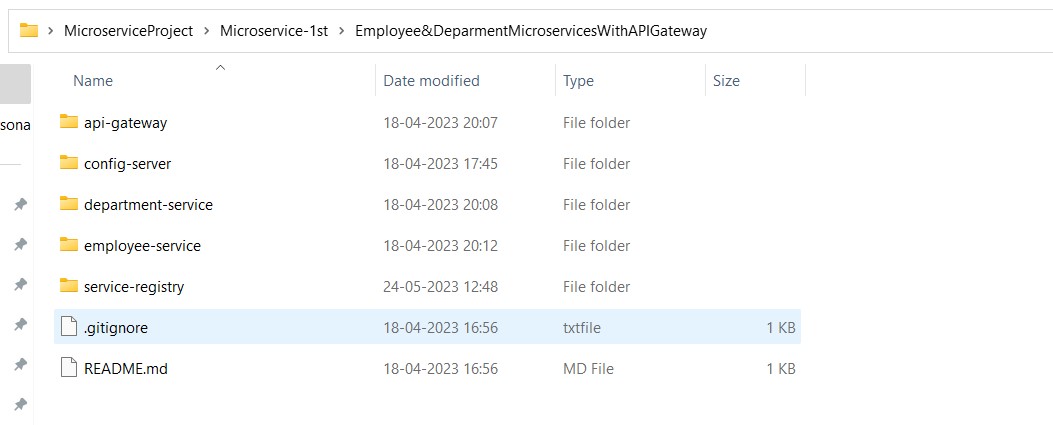 MicroserviceProject > Microservice-1st > Employee&DeparmentMicroservicesWithAPIGateway
Name Date modified Type Size
sona
api-gateway 18-04-2023 20:07 File folder
config-server 18-04-2023 17:45 File folder
department-service 18-04-2023 20:08 File folder
employee-service 18-04-2023 20:12 File folder
service-registry 24-05-2023 12:48 File folder
.gitignore 18-04-2023 16:56 txtfile 1 KB
README.md 18-04-2023 16:56 MD File 1 KB